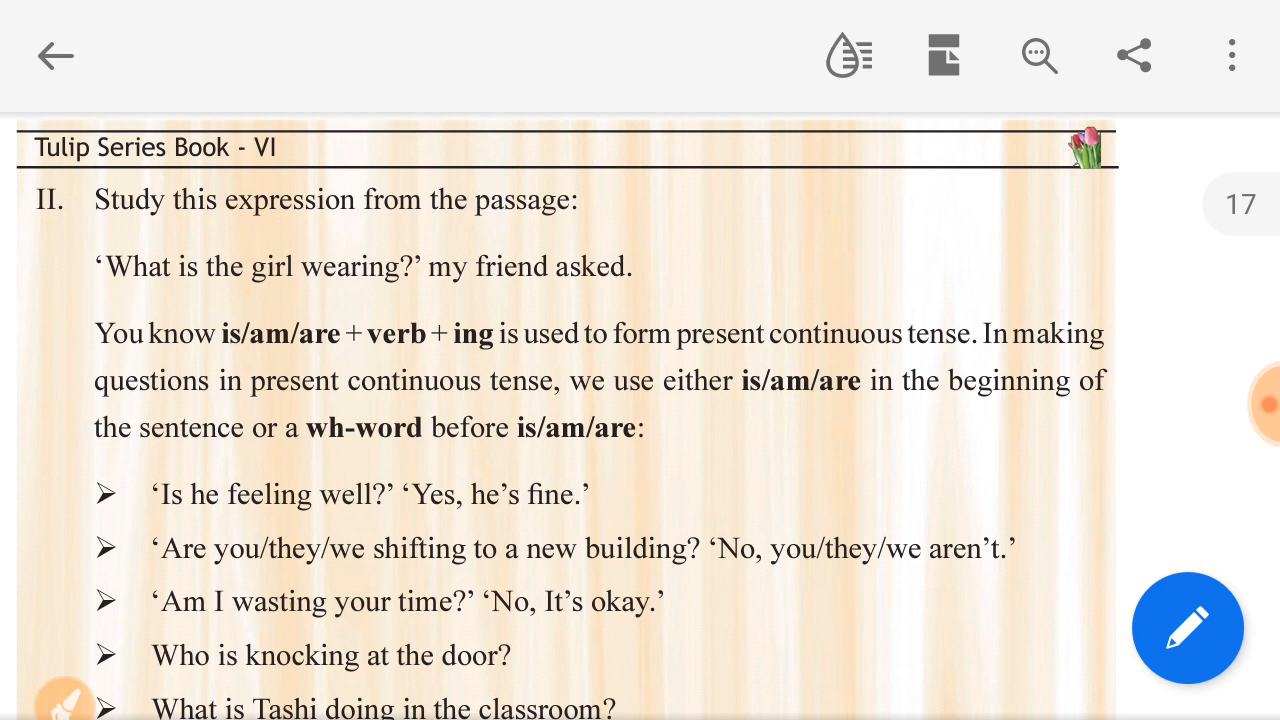 Tulip Series Book - VI
17
II. Study this expression from the passage:
‘What is the girl wearing?’ my friend asked.
You know is/am/are + verb + ing is used to form present continuous tense. In making
questions in present continuous tense, we use either is/am/are in the beginning of
the sentence or a wh-word before is/am/are:
➢ ‘Is he feeling well?’ ‘Yes, he’s fine.’
➢ ‘Are you/they/we shifting to a new building? ‘No, you/they/we aren’t.’
➢ ‘Am I wasting your time?’ ‘No, It’s okay.’
➢ Who is knocking at the door?
➢ What is Tashi doing in the classroom?